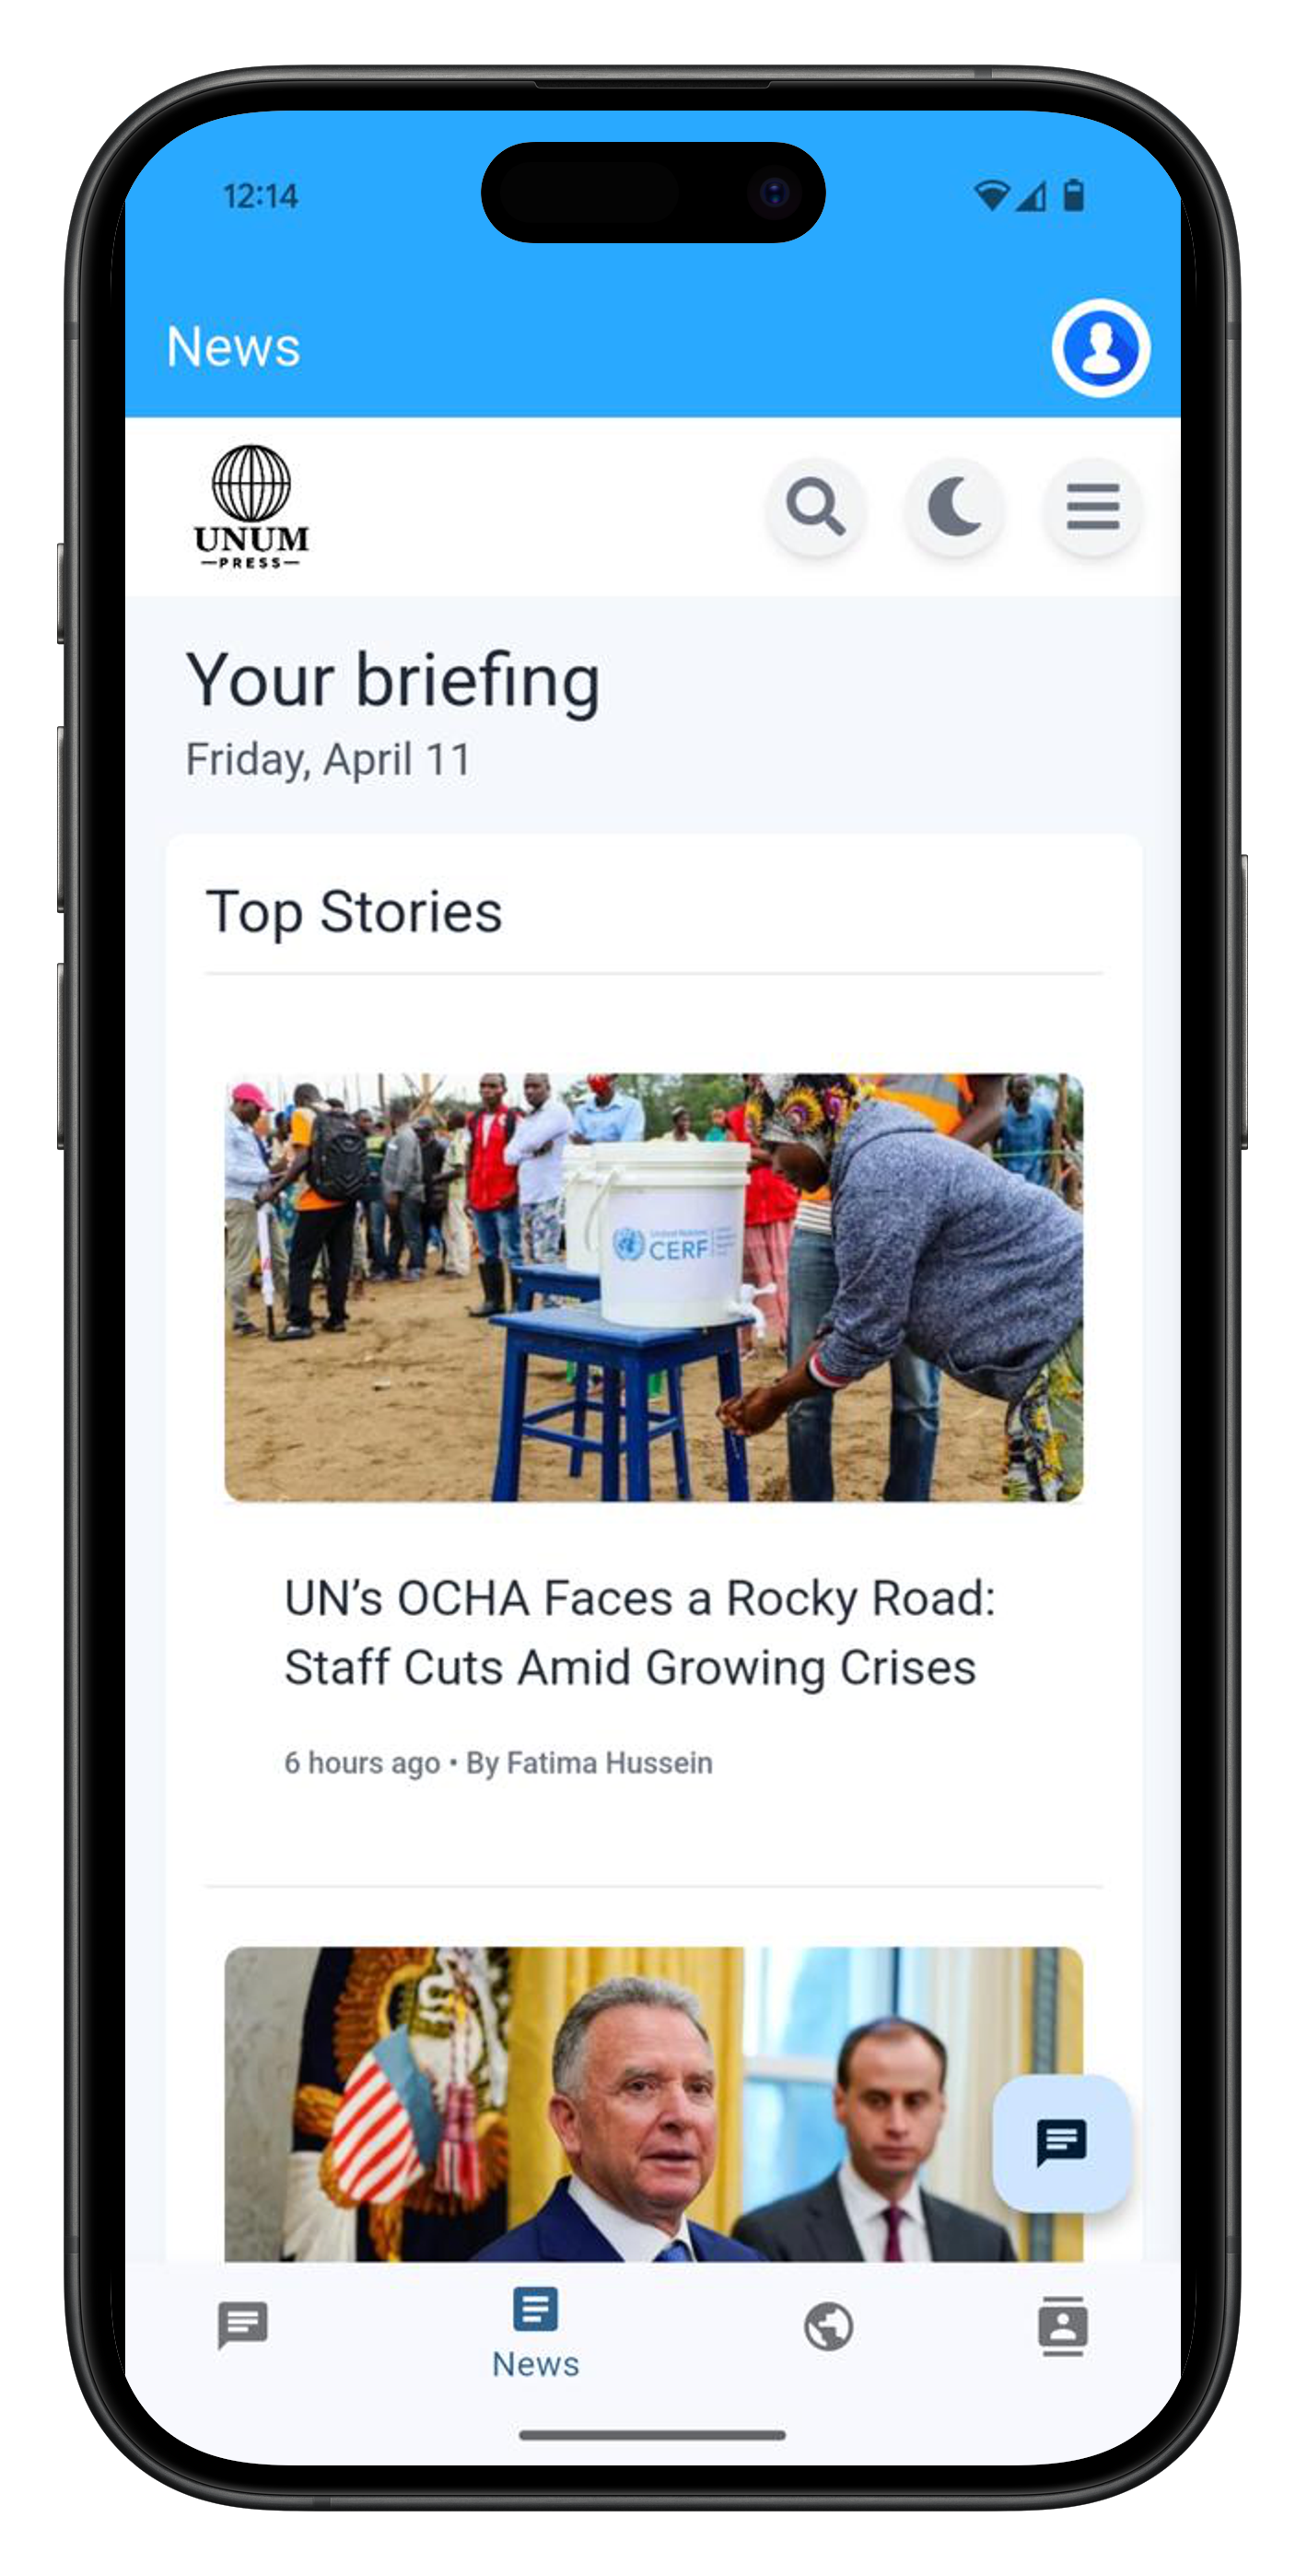 12:14
News
UNUM
—PRESS—
Your briefing
Friday, April 11
Top Stories
CERF
UN’s OCHA Faces a Rocky Road:
Staff Cuts Amid Growing Crises
6 hours ago • By Fatima Hussein
News